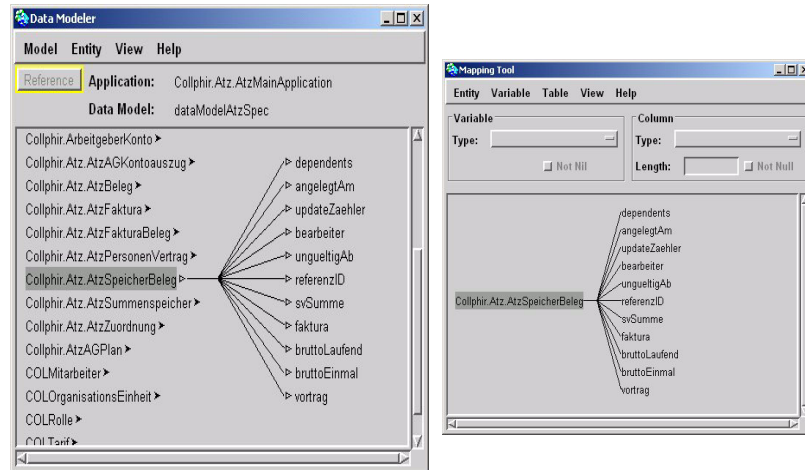 Data Modeler
Model Entity View Help
Reference Application: Collphir.Atz.AtzMainApplication
Data Model: dataModelAtzSpec
Collphir.ArbeitgeberKonto
Collphir.Atz.AtzAGKontoauszug
Collphir.Atz.AtzBeleg
Collphir.Atz.AtzFaktura
Collphir.Atz.AtzFakturaBeleg
Collphir.Atz.AtzPersonenVertrag
Collphir.Atz.AtzSpeicherBeleg
Collphir.Atz.AtzSummenspeicher
Collphir.Atz.AtzZuordnung
Collphir.AtzAGPlan
COLMitarbeiter
COLOrganisationsEinheit
COLRolle
COLTarif
dependents
angelegtAm
updateZaehler
bearbeiter
ungueltigAb
referenzID
svSumme
faktura
bruttoLaufend
bruttoEinmal
vortrag
Mapping Tool
Entity Variable Table View Help
Variable
Type:
Not Nil
Column
Type:
Length: Not Null
Collphir.Atz.AtzSpeicherBeleg
dependents
angelegtAm
updateZaehler
bearbeiter
ungueltigAb
referenzID
svSumme
faktura
bruttoLaufend
bruttoEinmal
vortrag